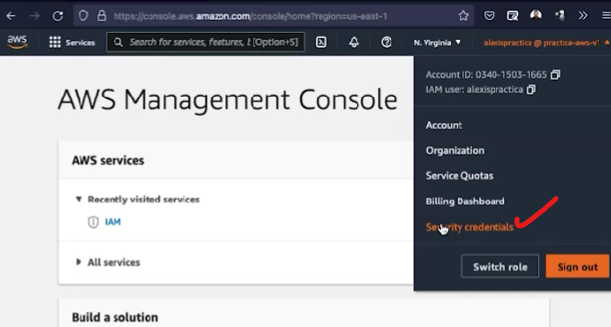 https://console.aws.amazon.com/console/home?region=us-east-1
aws Services Search for services, features, b [Option+S] N. Virginia alexispractica @ practica-aws-v1
Account ID: 0340-1503-1665
IAM user: alexispractica
Account
Organization
Service Quotas
Billing Dashboard
Security credentials
Switch role Sign out
AWS Management Console
AWS services
Recently visited services
IAM
All services
Build a solution